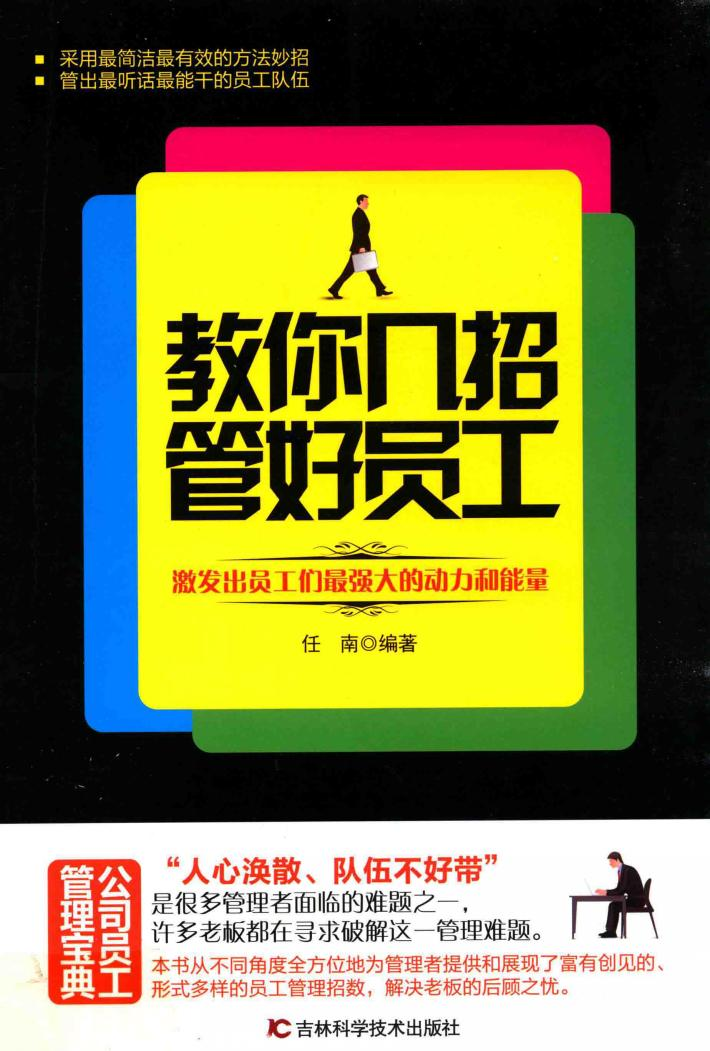 ■ 采用最简洁最有效的方法妙招
■ 管出最听话最能干的员工队伍
教你几招
管好员工
激发出员工们最强大的动力和能量
任 南◎编著
公司员工
管理宝典
“人心涣散、队伍不好带”
是很多管理者面临的难题之一，
许多老板都在寻求破解这一管理难题。
本书从不同角度全方位地为管理者提供和展现了富有创见的、
形式多样的员工管理招数，解决老板的后顾之忧。
吉林科学技术出版社